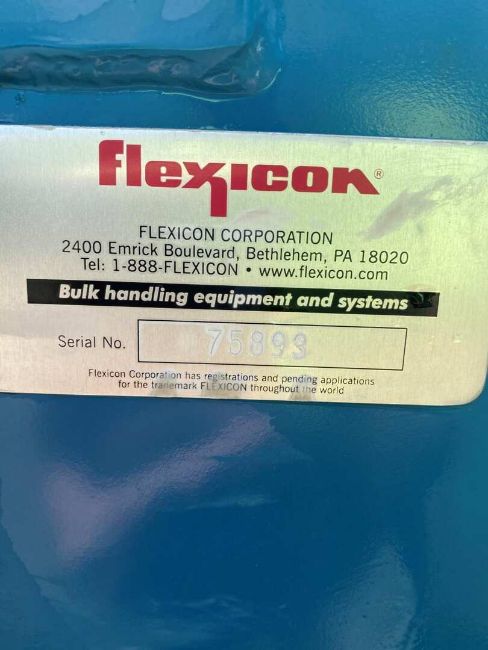 flexicon®
FLEXICON CORPORATION
2400 Emrick Boulevard, Bethlehem, PA 18020
Tel: 1-888-FLEXICON • www.flexicon.com
Bulk handling equipment and systems
Serial No. 75893
Flexicon Corporation has registrations and pending applications
for the trademark FLEXICON throughout the world